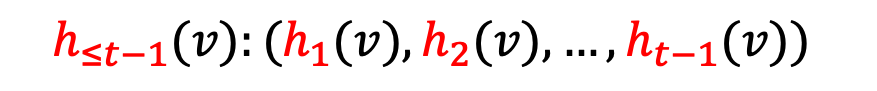 h≤t−1(v): (h1(v), h2(v), … , ht−1(v))